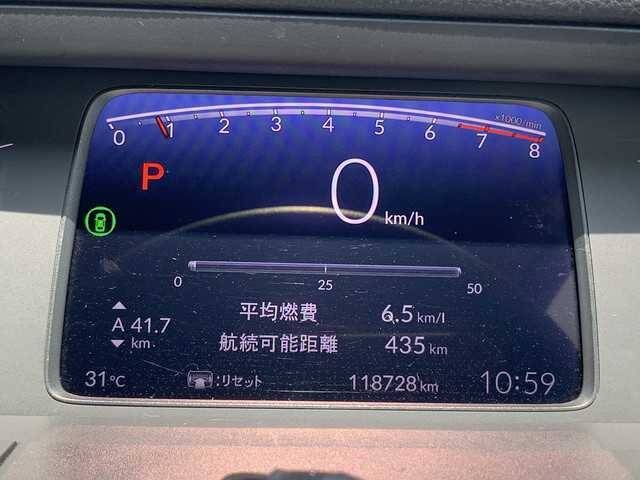 x1000/min
0 1 2 3 4 5 6 7 8
P
0 km/h
0 25 50
平均燃費 6.5 km/l
A 41.7 km
航続可能距離 435 km
31℃ :リセット 118728 km 10:59